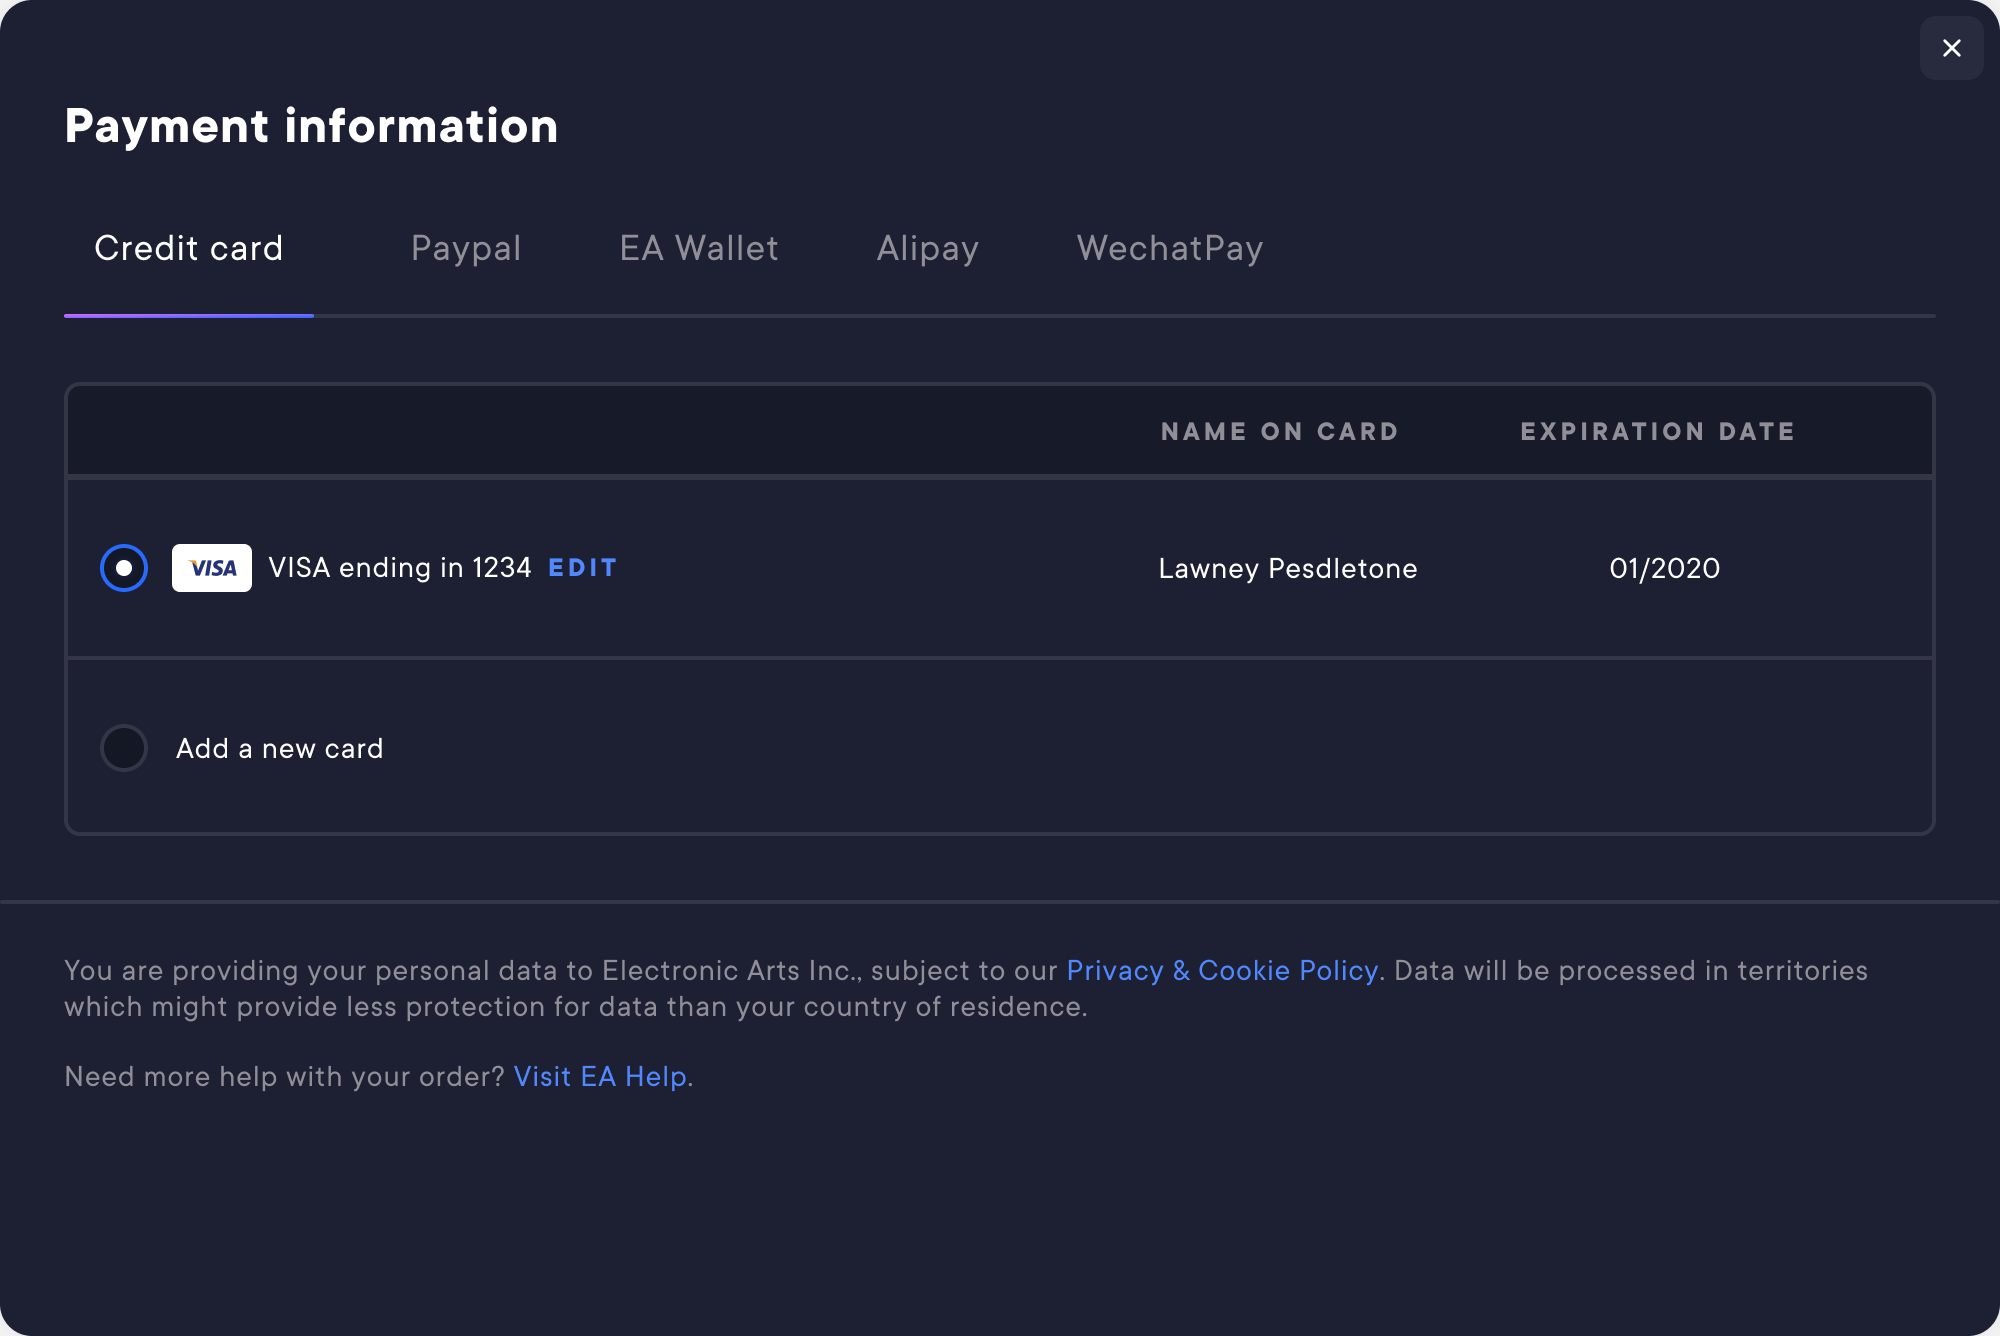 Payment information
Credit card Paypal EA Wallet Alipay WechatPay
NAME ON CARD EXPIRATION DATE
VISA VISA ending in 1234 EDIT Lawney Pesdletone 01/2020
Add a new card
You are providing your personal data to Electronic Arts Inc., subject to our Privacy & Cookie Policy. Data will be processed in territories
which might provide less protection for data than your country of residence.
Need more help with your order? Visit EA Help.